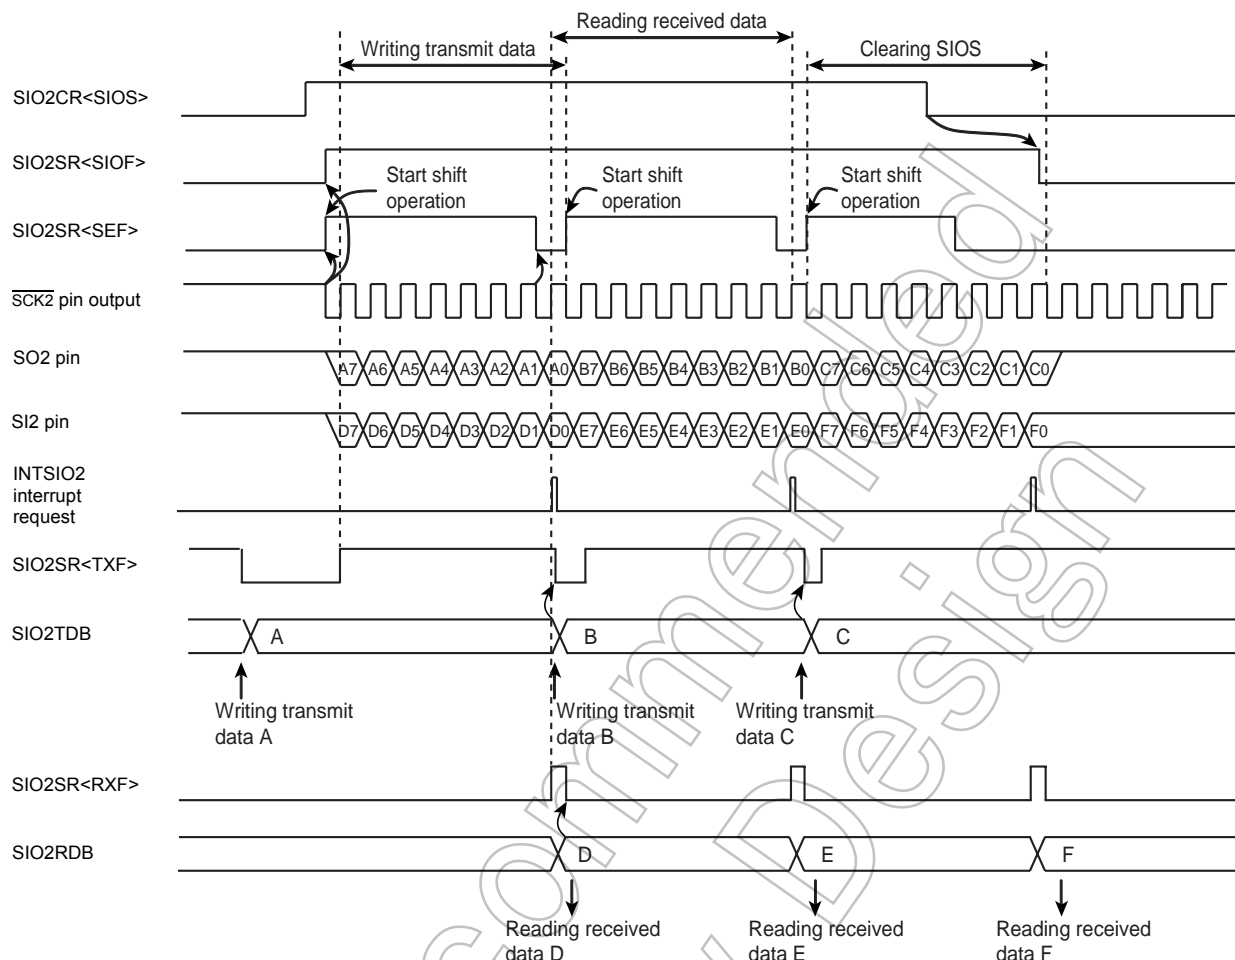 Reading received data
Writing transmit data
Clearing SIOS
SIO2CR<SIOS>
SIO2SR<SIOF>
Start shift
operation
Start shift
operation
Start shift
operation
SIO2SR<SEF>
SCK2 pin output
SO2 pin
A7 A6 A5 A4 A3 A2 A1 A0 B7 B6 B5 B4 B3 B2 B1 B0 C7 C6 C5 C4 C3 C2 C1 C0
SI2 pin
D7 D6 D5 D4 D3 D2 D1 D0 E7 E6 E5 E4 E3 E2 E1 E0 F7 F6 F5 F4 F3 F2 F1 F0
INTSIO2
interrupt
request
SIO2SR<TXF>
SIO2TDB
A
B
C
Writing transmit
data A
Writing transmit
data B
Writing transmit
data C
SIO2SR<RXF>
SIO2RDB
D
E
F
Reading received
data D
Reading received
data E
Reading received
data F
ommended
Design